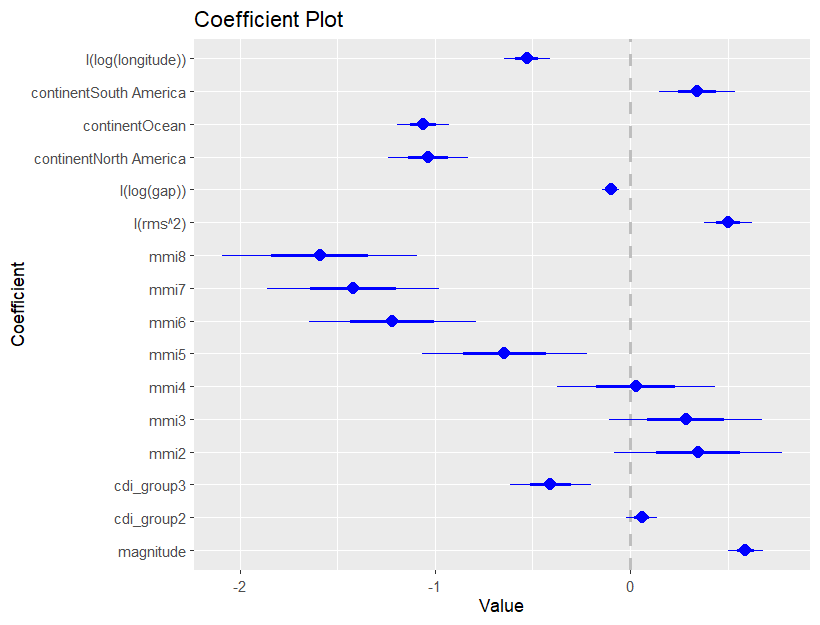 Coefficient Plot
I(log(longitude))
continentSouth America
continentOcean
continentNorth America
I(log(gap))
I(rms^2)
mmi8
mmi7
mmi6
mmi5
mmi4
mmi3
mmi2
cdi_group3
cdi_group2
magnitude
Coefficient
-2 -1 0
Value